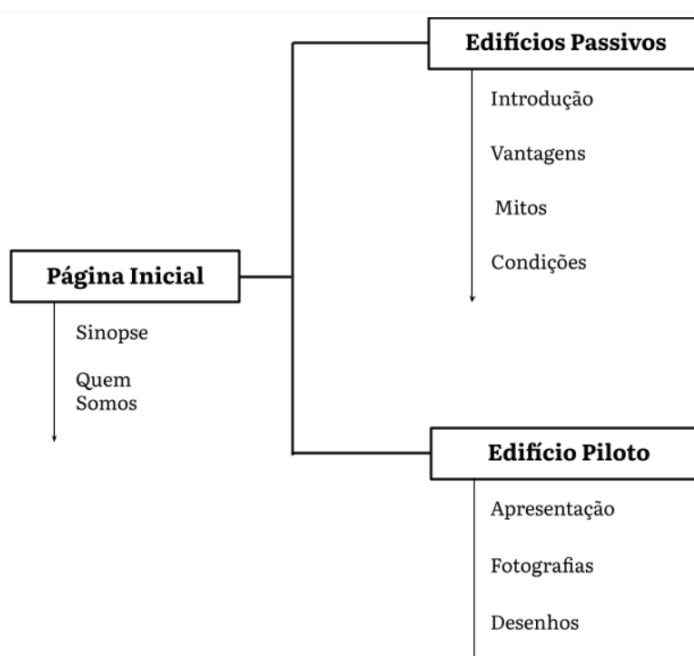 Edifícios Passivos
Introdução
Vantagens
Mitos
Condições
Página Inicial
Sinopse
Quem
Somos
Edifício Piloto
Apresentação
Fotografias
Desenhos